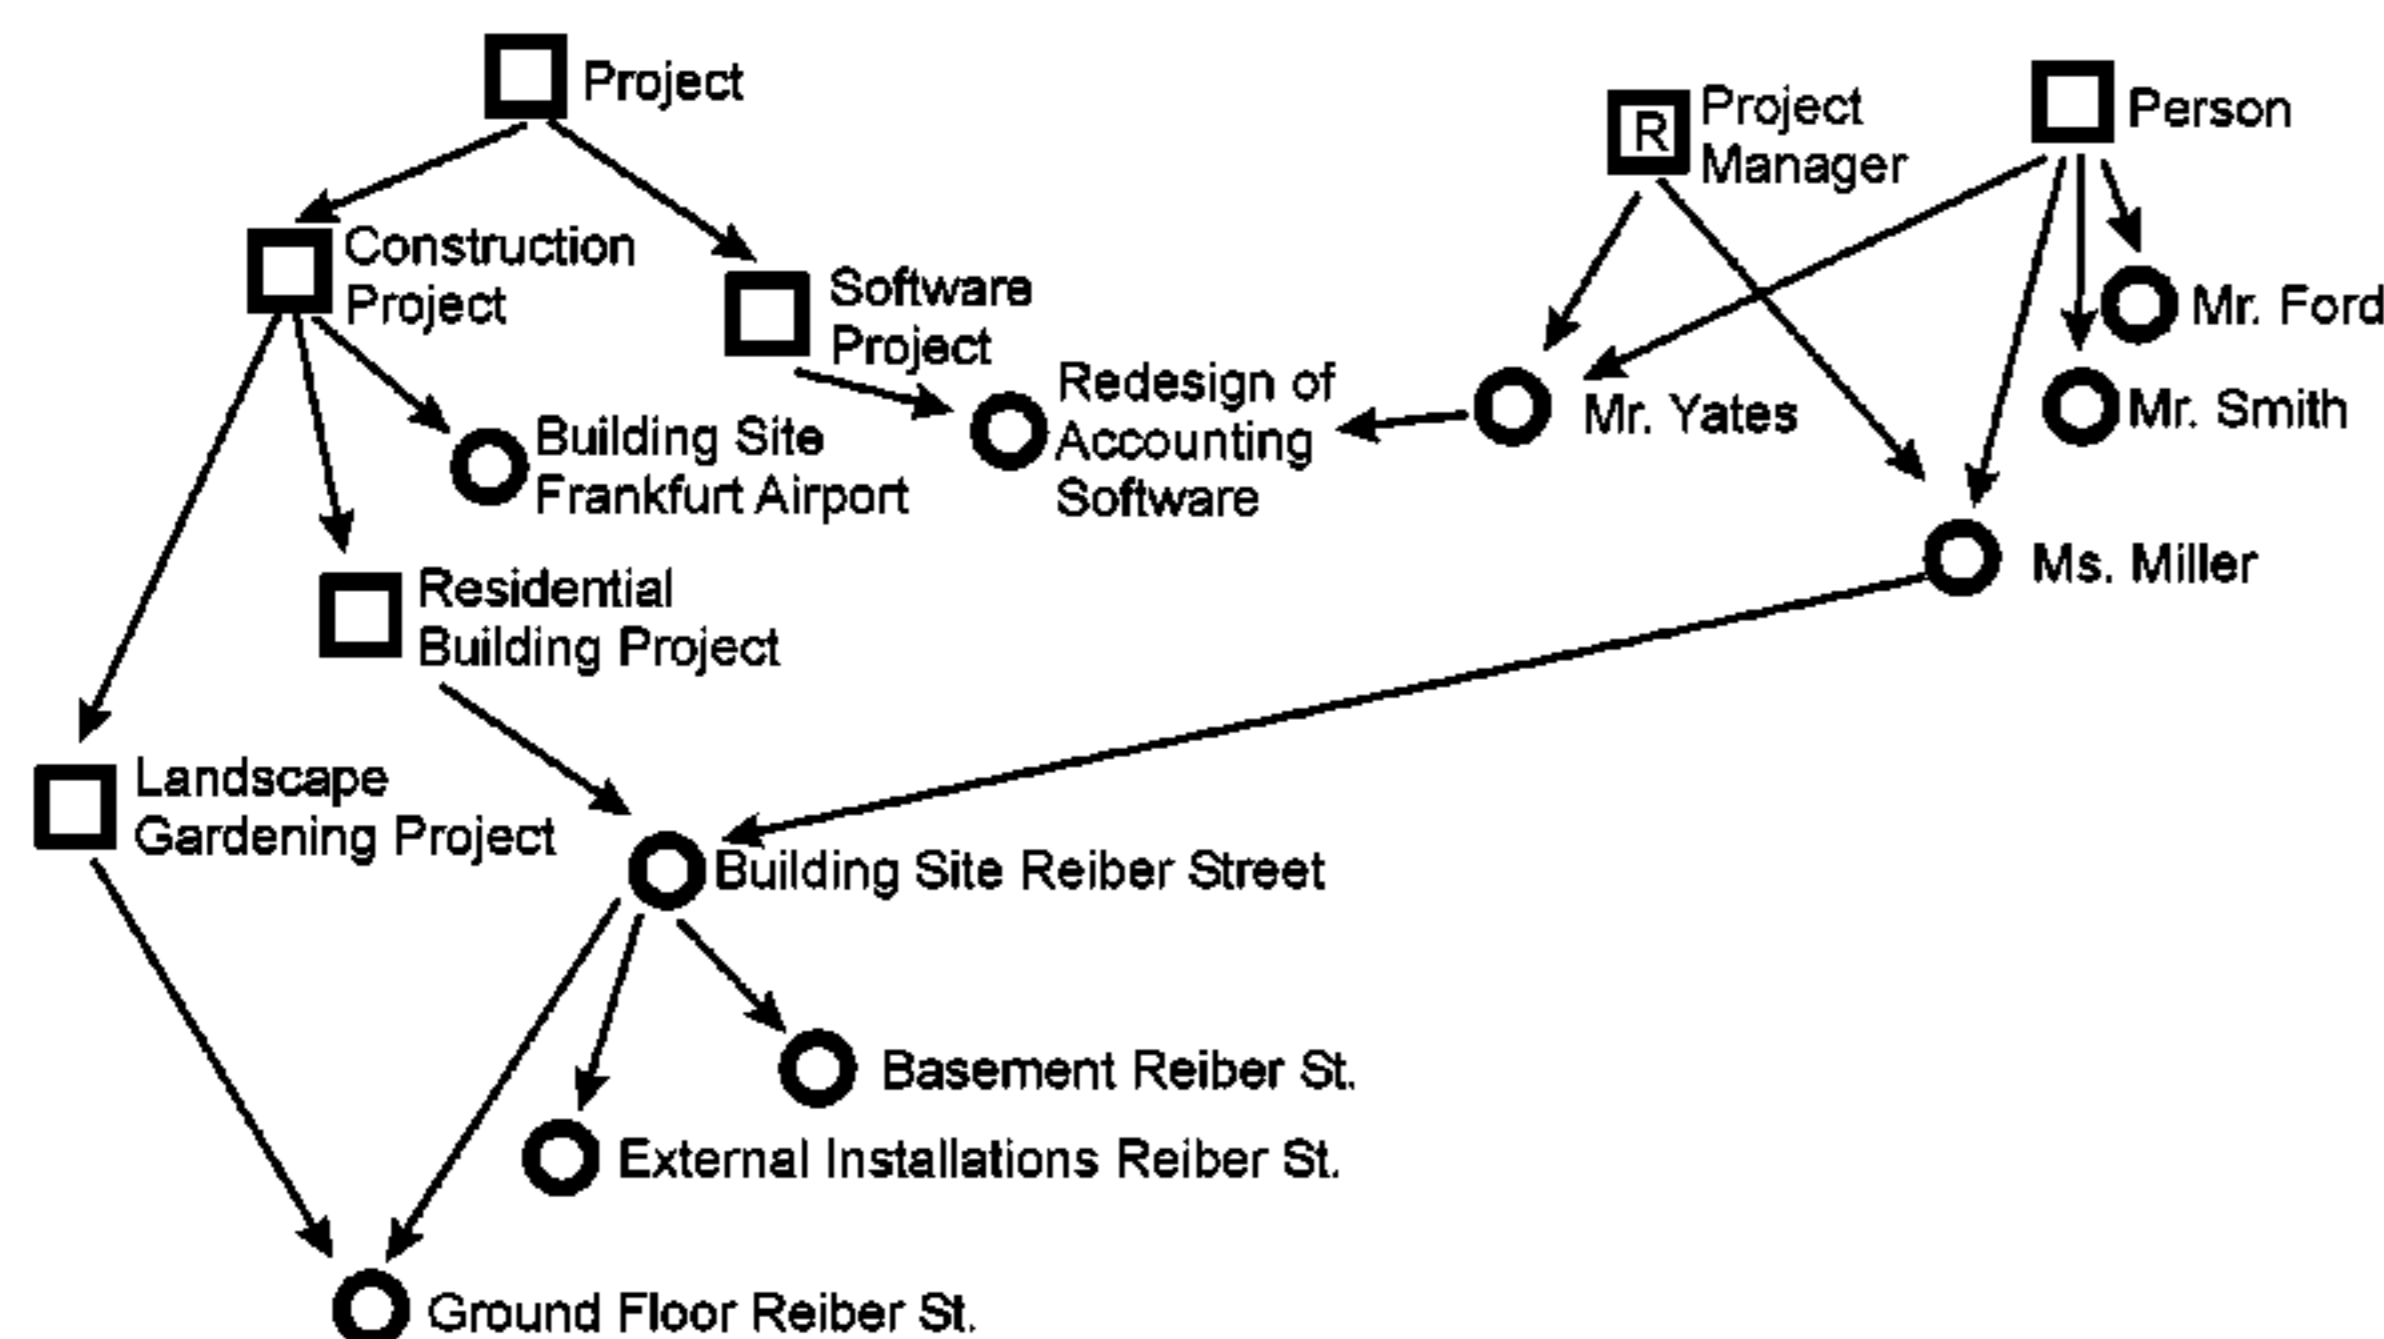 Project
R
Project
Manager
Person
Construction
Project
Software
Project
Mr. Ford
Redesign of
Accounting
Software
Mr. Yates
Mr. Smith
Building Site
Frankfurt Airport
Ms. Miller
Residential
Building Project
Landscape
Gardening Project
Building Site Reiber Street
Basement Reiber St.
External Installations Reiber St.
Ground Floor Reiber St.